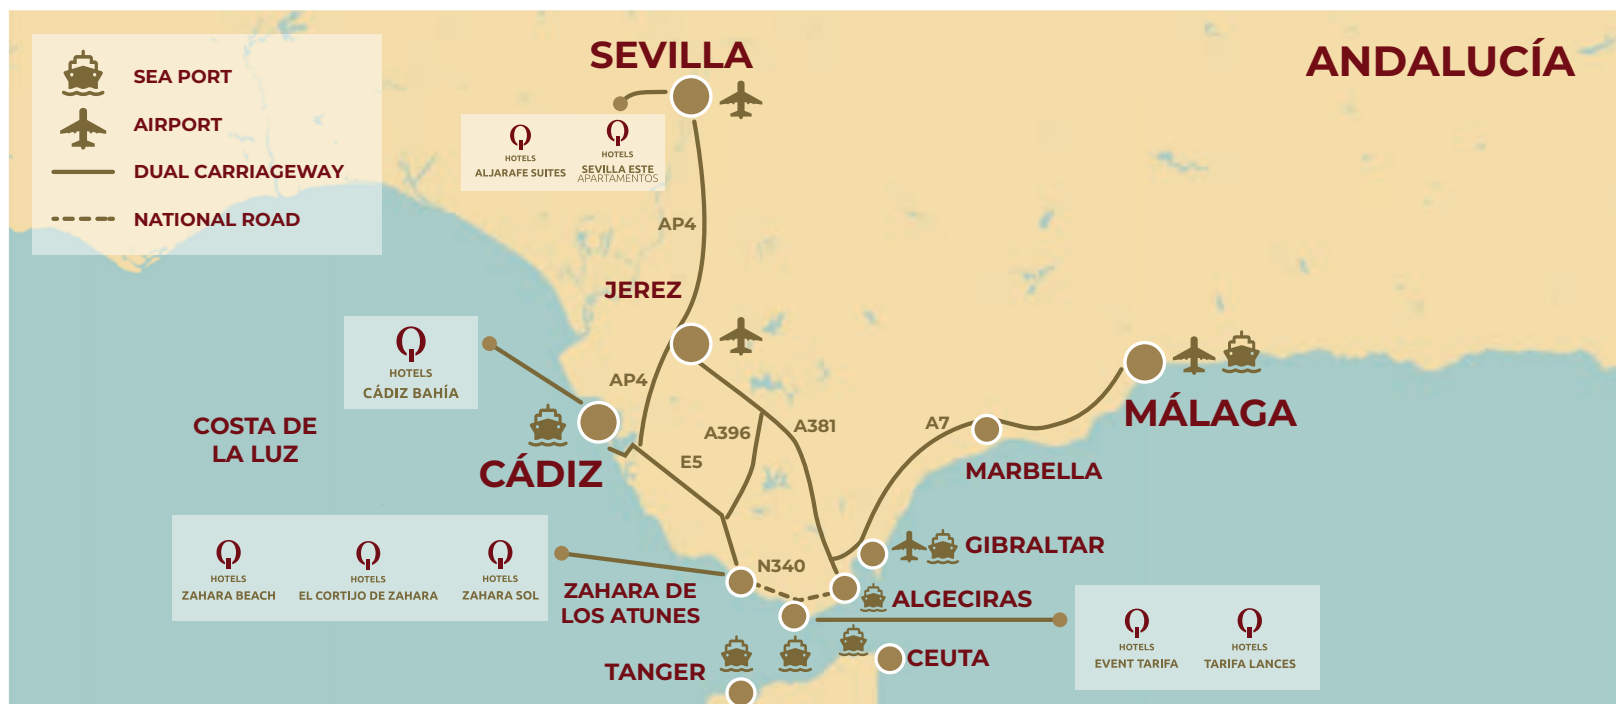 SEVILLA
ANDALUCÍA
SEA PORT
AIRPORT
DUAL CARRIAGEWAY
NATIONAL ROAD
HOTELS
ALJARAFE SUITES
HOTELS
SEVILLA ESTE
APARTAMENTOS
AP4
JEREZ
HOTELS
CÁDIZ BAHÍA
AP4
COSTA DE
LA LUZ
CÁDIZ
A396
A381
E5
A7
MÁLAGA
MARBELLA
HOTELS
ZAHARA BEACH
HOTELS
EL CORTIJO DE ZAHARA
HOTELS
ZAHARA SOL
N340
GIBRALTAR
ZAHARA DE
LOS ATUNES
ALGECIRAS
TANGER
CEUTA
HOTELS
EVENT TARIFA
HOTELS
TARIFA LANCES